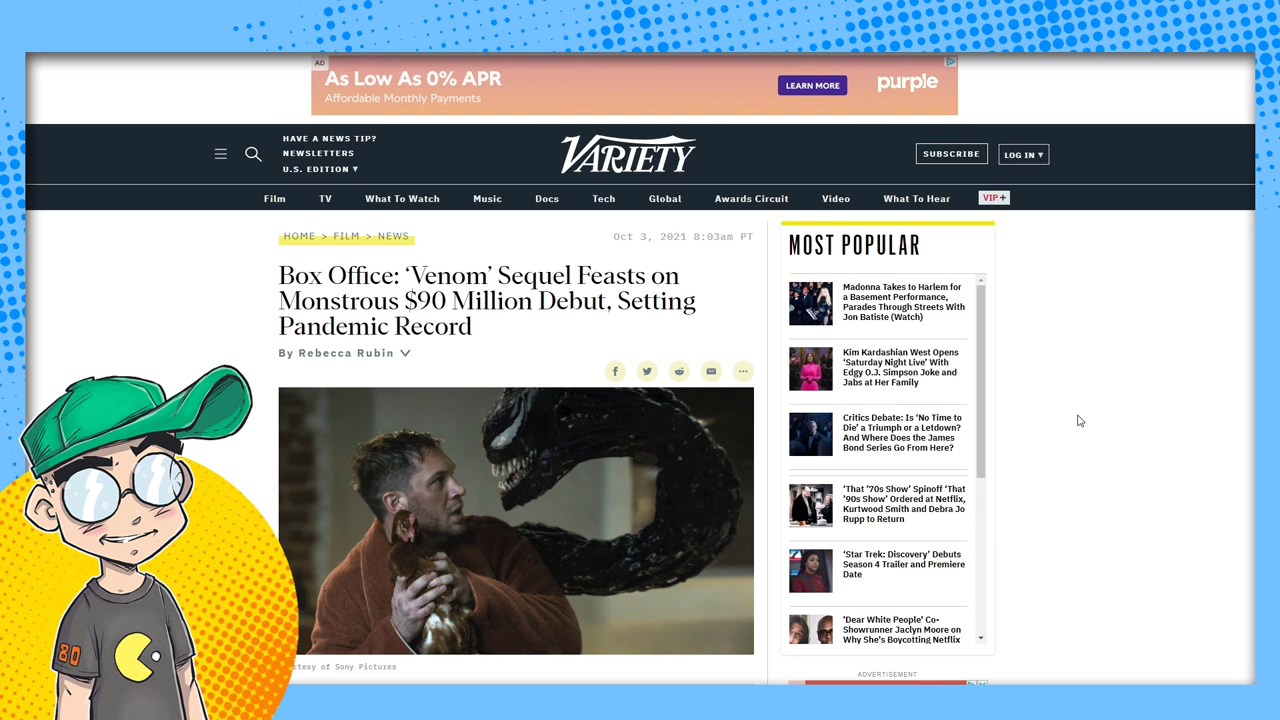 AD
As Low As 0% APR
Affordable Monthly Payments
LEARN MORE
purple
HAVE A NEWS TIP?
NEWSLETTERS
U.S. EDITION
VARIETY
SUBSCRIBE
LOG IN
Film TV What To Watch Music Docs Tech Global Awards Circuit Video What To Hear VIP+
HOME > FILM > NEWS
Oct 3, 2021 8:03am PT
Box Office: ‘Venom’ Sequel Feasts on
Monstrous $90 Million Debut, Setting
Pandemic Record
By Rebecca Rubin
rtesy of Sony Pictures
MOST POPULAR
Madonna Takes to Harlem for
a Basement Performance,
Parades Through Streets With
Jon Batiste (Watch)
Kim Kardashian West Opens
‘Saturday Night Live’ With
Edgy O.J. Simpson Joke and
Jabs at Her Family
Critics Debate: Is ‘No Time to
Die’ a Triumph or a Letdown?
And Where Does the James
Bond Series Go From Here?
‘That ’70s Show’ Spinoff ‘That
’90s Show’ Ordered at Netflix,
Kurtwood Smith and Debra Jo
Rupp to Return
‘Star Trek: Discovery’ Debuts
Season 4 Trailer and Premiere
Date
'Dear White People' Co-
Showrunner Jaclyn Moore on
Why She's Boycotting Netflix
ADVERTISEMENT
80